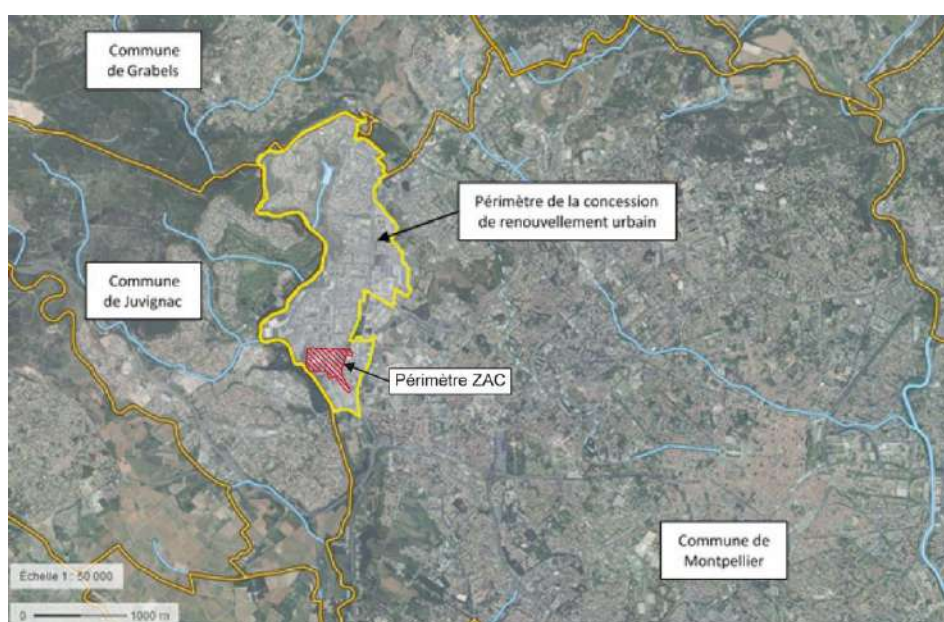 Commune
de Grabels
Périmètre de la concession
de renouvellement urbain
Commune
de Juvignac
Périmètre ZAC
Commune de
Montpellier
Échelle 1 : 50 000
0 1000 m